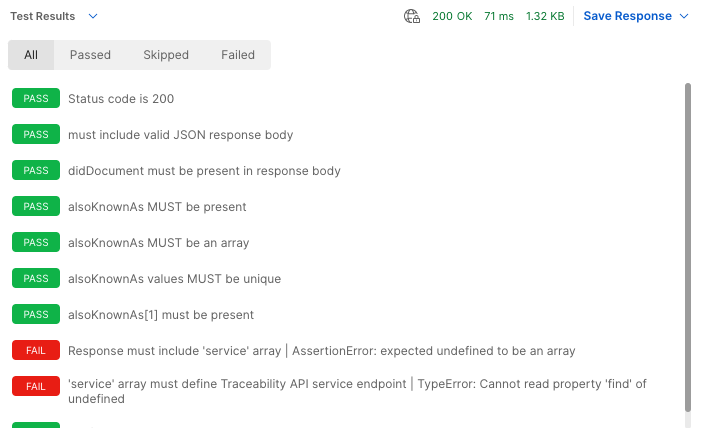 Test Results
200 OK 71 ms 1.32 KB Save Response
All Passed Skipped Failed
PASS Status code is 200
PASS must include valid JSON response body
PASS didDocument must be present in response body
PASS alsoKnownAs MUST be present
PASS alsoKnownAs MUST be an array
PASS alsoKnownAs values MUST be unique
PASS alsoKnownAs[1] must be present
FAIL Response must include 'service' array | AssertionError: expected undefined to be an array
FAIL 'service' array must define Traceability API service endpoint | TypeError: Cannot read property 'find' of
undefined